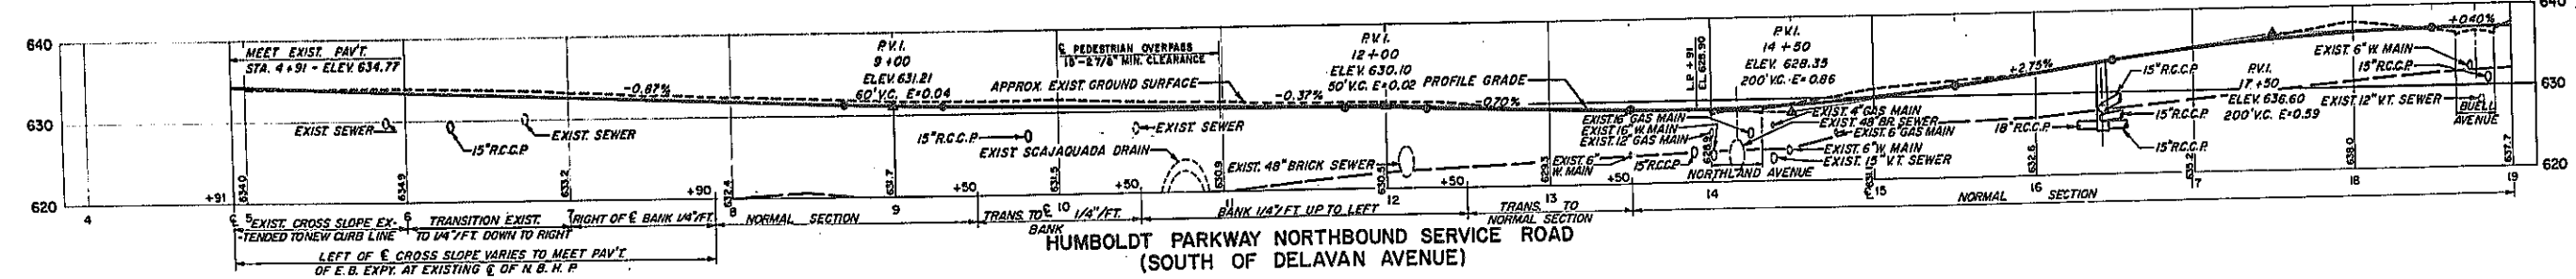 640
640
MEET EXIST. PAV'T.
STA. 4+91 - ELEV. 634.77
P.V.I.
9+00
ELEV. 631.21
60' V.C. E=0.04
℄ PEDESTRIAN OVERPASS
MIN. CLEARANCE
P.V.I.
12+00
ELEV. 630.10
50' V.C. E=0.02
L.P. + 91
EL. 628.90
P.V.I.
14+50
ELEV. 628.35
200' V.C. E=0.86
+0.40%
EXIST. 6" W. MAIN
15" R.C.C.P.
-0.67%
APPROX. EXIST. GROUND SURFACE
-0.37%
PROFILE GRADE
-0.70%
+2.75%
15" R.C.C.P.
P.V.I.
17+50
ELEV. 636.60
200' V.C. E=0.59
630
630
EXIST. 12" V.T. SEWER
BUELL
AVENUE
EXIST. SEWER
15" R.C.C.P.
EXIST. SEWER
15" R.C.C.P.
EXIST. SEWER
EXIST. SCAJAQUADA DRAIN
EXIST. 48" BRICK SEWER
EXIST. 6"
W. MAIN
15" R.C.C.P.
EXIST. 16" GAS MAIN
EXIST. 16" W. MAIN
EXIST. 12" GAS MAIN
EXIST. 4" GAS MAIN
EXIST. 48" BR. SEWER
EXIST. 6" GAS MAIN
EXIST. 6" W. MAIN
EXIST. 15" V.T. SEWER
NORTHLAND AVENUE
18" R.C.C.P.
15" R.C.C.P.
15" R.C.C.P.
634.0
634.9
633.2
632.4
631.7
631.5
630.9
630.5
629.3
628.9
631.1
632.6
635.2
638.0
637.7
620
620
4
+91
5
6
7
+90
8
9
+50
10
+50
11
12
+50
13
+50
14
15
16
17
18
19
℄ EXIST. CROSS SLOPE EX-
-TENDED TO NEW CURB LINE
TRANSITION EXIST.
TO 1/4"/FT. DOWN TO RIGHT
RIGHT OF ℄ BANK 1/4"/FT.
NORMAL SECTION
TRANS. TO ℄ 1/4"/FT.
BANK
BANK 1/4"/FT. UP TO LEFT
TRANS. TO
NORMAL SECTION
NORMAL SECTION
LEFT OF ℄ CROSS SLOPE VARIES TO MEET PAV'T.
OF E.B. EXPY. AT EXISTING ℄ OF N. B. H. P.
HUMBOLDT PARKWAY NORTHBOUND SERVICE ROAD
(SOUTH OF DELAVAN AVENUE)